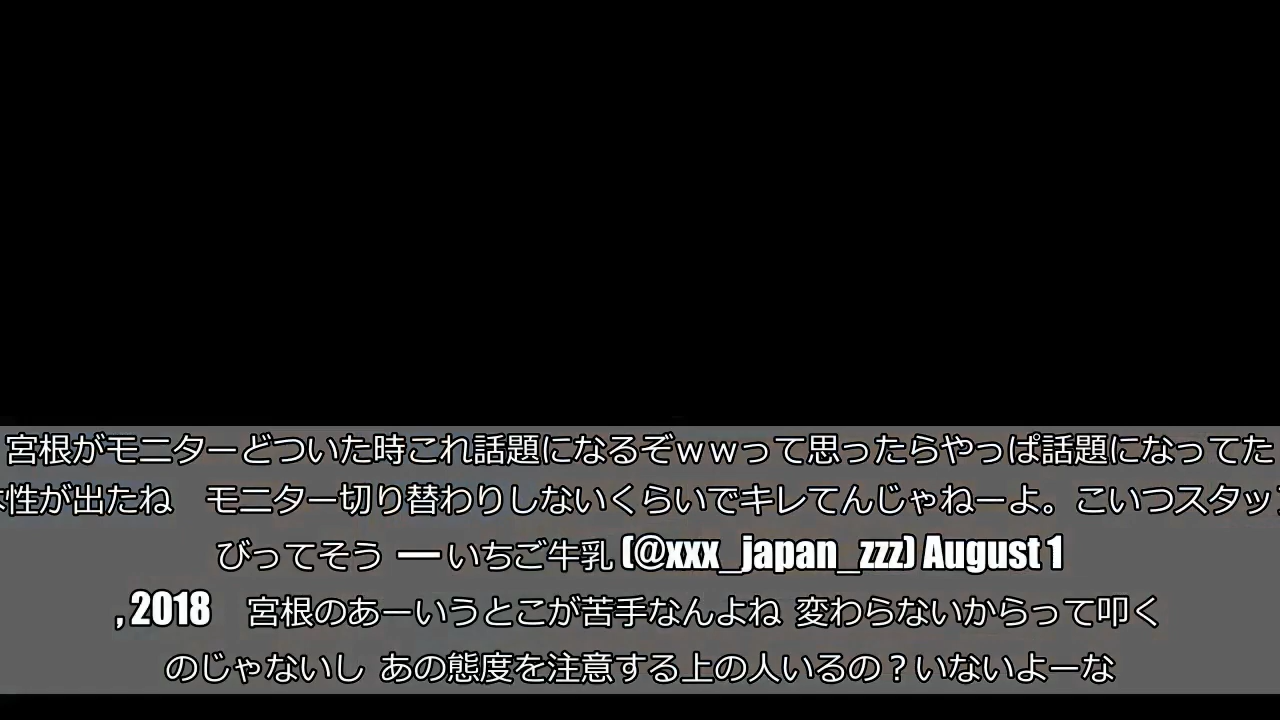 宮根がモニターどついた時これ話題になるぞｗｗって思ったらやっぱ話題になってた
性が出たね　モニター切り替わりしないくらいでキレてんじゃねーよ。こいつスタッ
びってそう — いちご牛乳 (@xxx_japan_zzz) August 1
, 2018　宮根のあーいうとこが苦手なんよね 変わらないからって叩く
のじゃないし あの態度を注意する上の人いるの？いないよーな